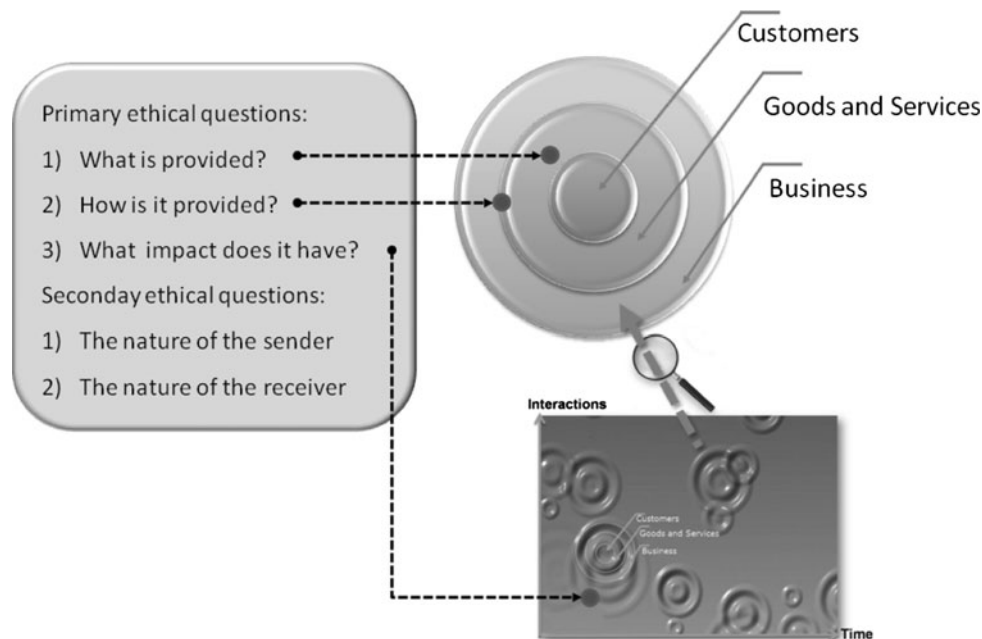 Primary ethical questions:
1) What is provided?
2) How is it provided?
3) What impact does it have?
Seconday ethical questions:
1) The nature of the sender
2) The nature of the receiver
Customers
Goods and Services
Business
Interactions
Customers
Goods and Services
Business
Time